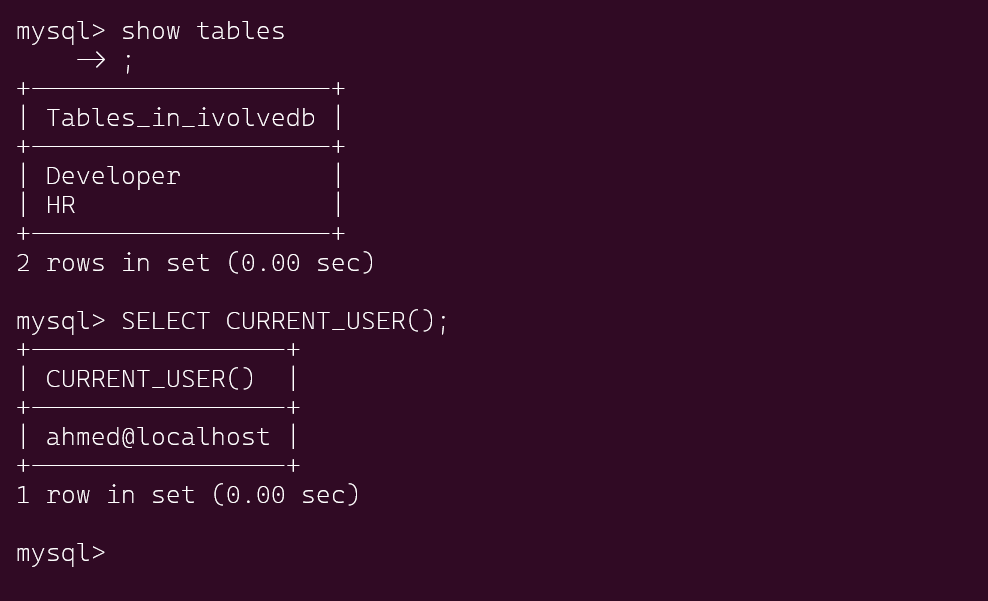 mysql> show tables
    -> ;
+--------------------+
| Tables_in_ivolvedb |
+--------------------+
| Developer          |
| HR                 |
+--------------------+
2 rows in set (0.00 sec)

mysql> SELECT CURRENT_USER();
+-----------------+
| CURRENT_USER()  |
+-----------------+
| ahmed@localhost |
+-----------------+
1 row in set (0.00 sec)

mysql>